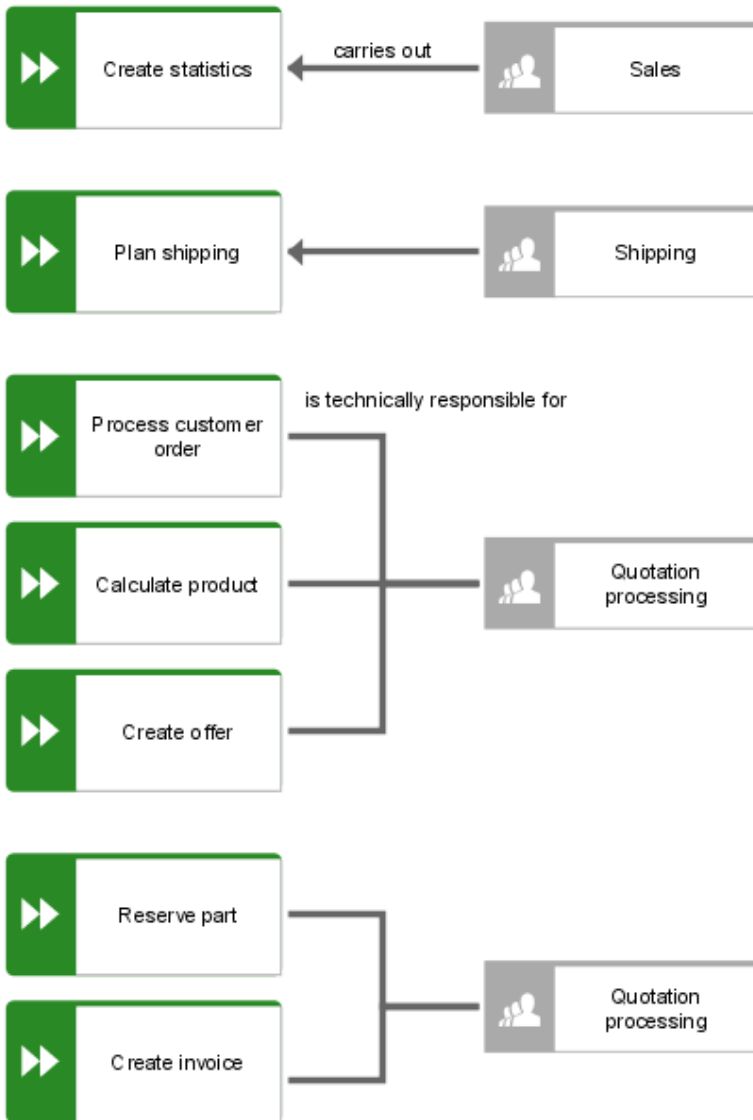 Create statistics
carries out
Sales
Plan shipping
Shipping
is technically responsible for
Process customer
order
Calculate product
Quotation
processing
Create offer
Reserve part
Quotation
processing
Create invoice